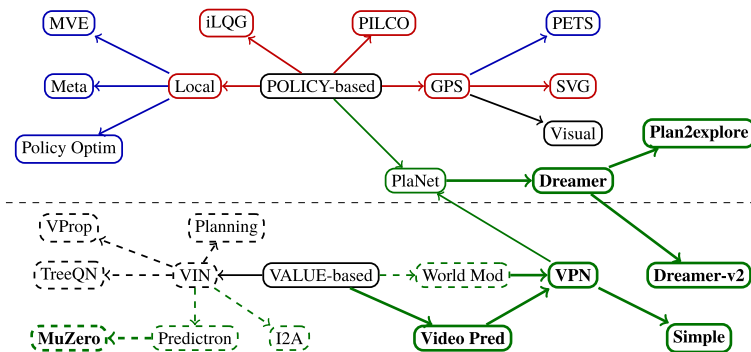 MVE
iLQG
PILCO
PETS
Meta
Local
POLICY-based
GPS
SVG
Policy Optim
Visual
Plan2explore
PlaNet
Dreamer
VProp
Planning
TreeQN
VIN
VALUE-based
World Mod
VPN
Dreamer-v2
MuZero
Predictron
I2A
Video Pred
Simple